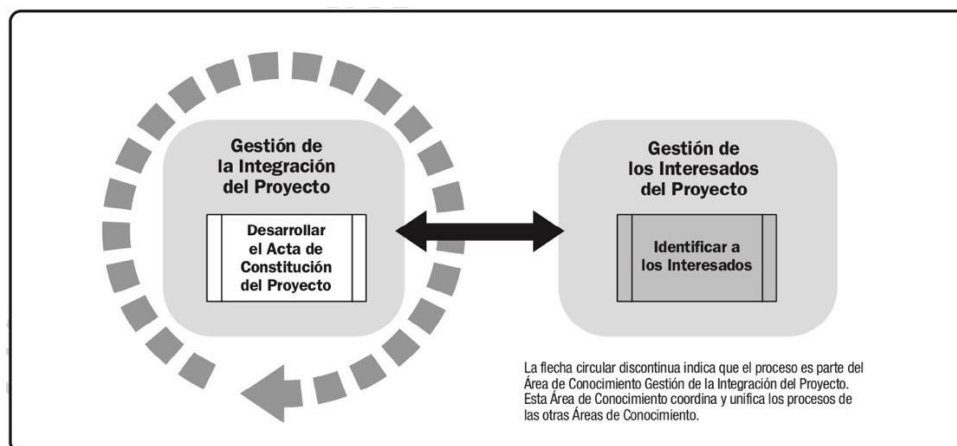 Gestión de
la Integración
del Proyecto
Desarrollar
el Acta de
Constitución
del Proyecto
Gestión de
los Interesados
del Proyecto
Identificar a
los Interesados
La flecha circular discontinua indica que el proceso es parte del
Área de Conocimiento Gestión de la Integración del Proyecto.
Esta Área de Conocimiento coordina y unifica los procesos de
las otras Áreas de Conocimiento.